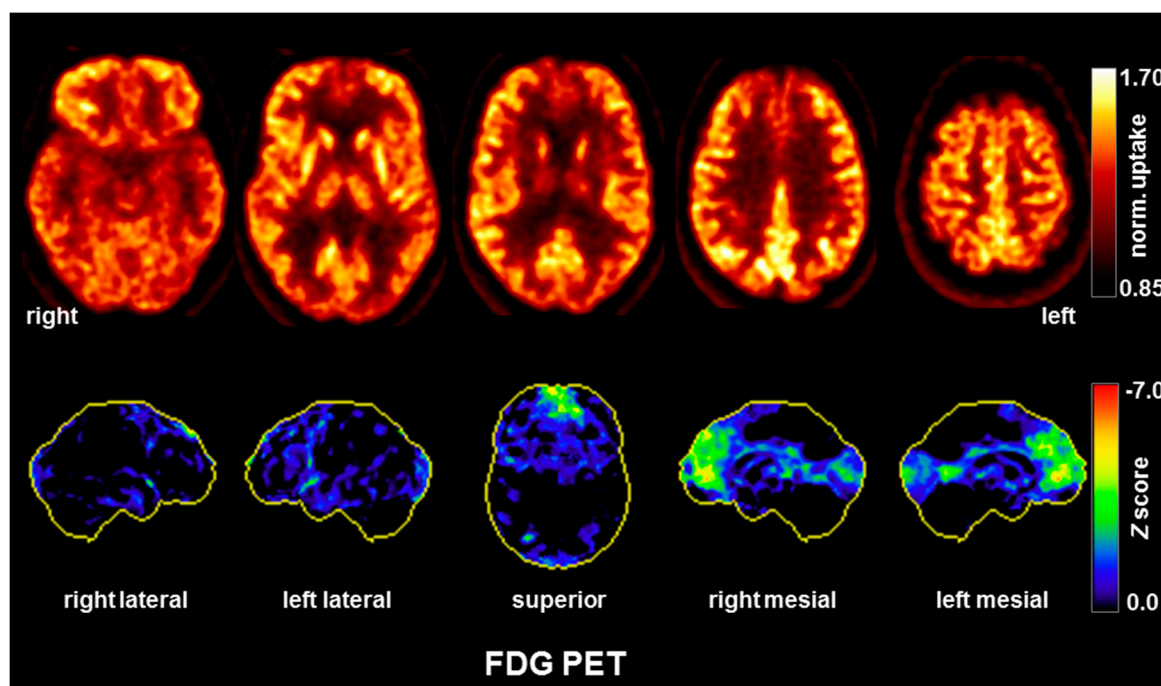 1.70
norm. uptake
0.85
right
left
-7.0
Z score
0.0
right lateral
left lateral
superior
right mesial
left mesial
FDG PET